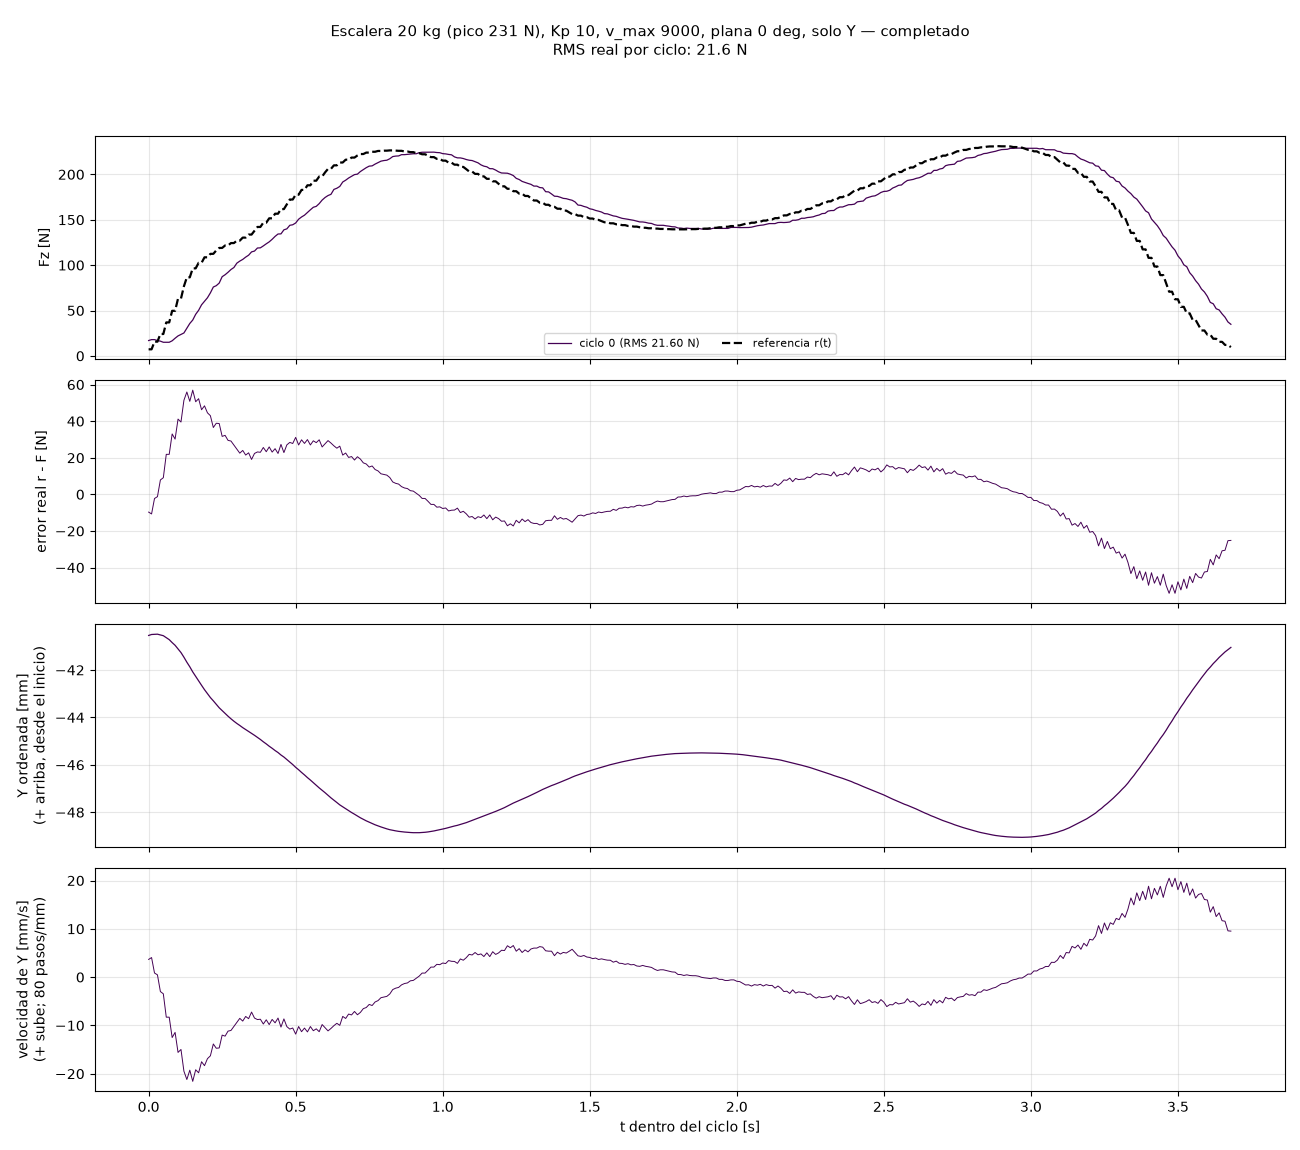 Escalera 20 kg (pico 231 N), Kp 10, v_max 9000, plana 0 deg, solo Y — completado
RMS real por ciclo: 21.6 N
Fz [N]
200
150
100
50
0
ciclo 0 (RMS 21.60 N)
referencia r(t)
error real r - F [N]
60
40
20
0
−20
−40
Y ordenada [mm]
(+ arriba, desde el inicio)
−42
−44
−46
−48
velocidad de Y [mm/s]
(+ sube; 80 pasos/mm)
20
10
0
−10
−20
0.0 0.5 1.0 1.5 2.0 2.5 3.0 3.5
t dentro del ciclo [s]